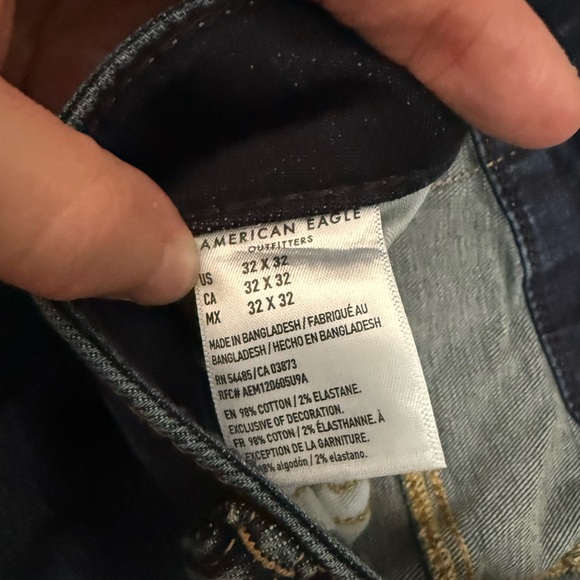 AMERICAN EAGLE
OUTFITTERS
US 32 X 32
CA 32 X 32
MX 32 X 32
MADE IN BANGLADESH / FABRIQUÉ AU
BANGLADESH / HECHO EN BANGLADESH
RN 54485 / CA 03873
RFC# AEM120605U9A
EN 98% COTTON / 2% ELASTANE.
EXCLUSIVE OF DECORATION.
FR 98% COTON / 2% ÉLASTHANNE. À
EXCEPTION DE LA GARNITURE.
98% algodón / 2% elastano.